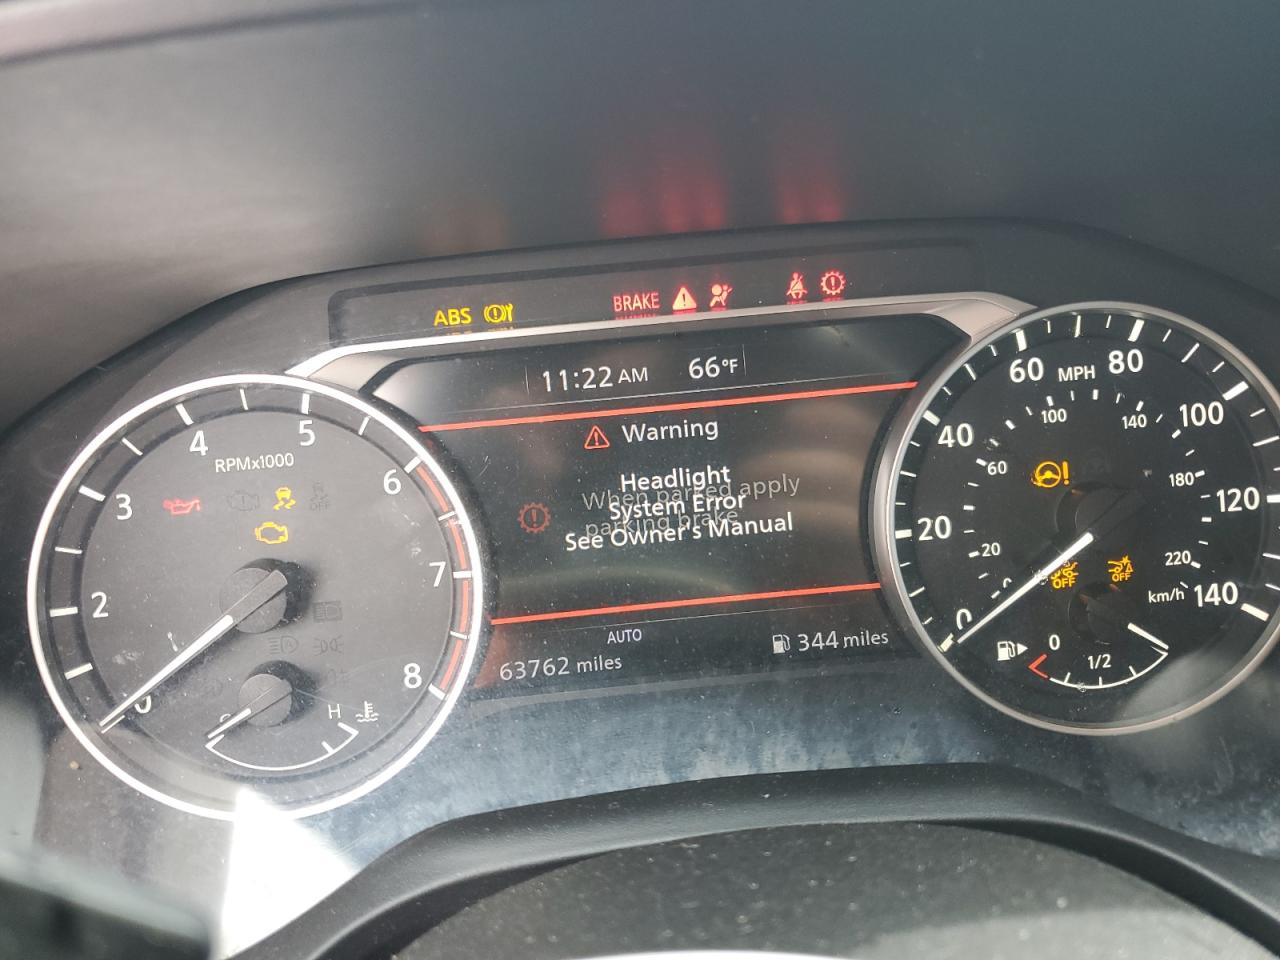 ABS
BRAKE
11:22 AM
66°F
Warning
Headlight
System Error
See Owner's Manual
When parked apply
parking brake
AUTO
63762 miles
344 miles
RPMx1000
0
2
3
4
5
6
7
8
H
OFF
MPH
0
20
40
60
80
100
120
140
km/h
0
20
60
100
140
180
220
OFF
OFF
0
1/2